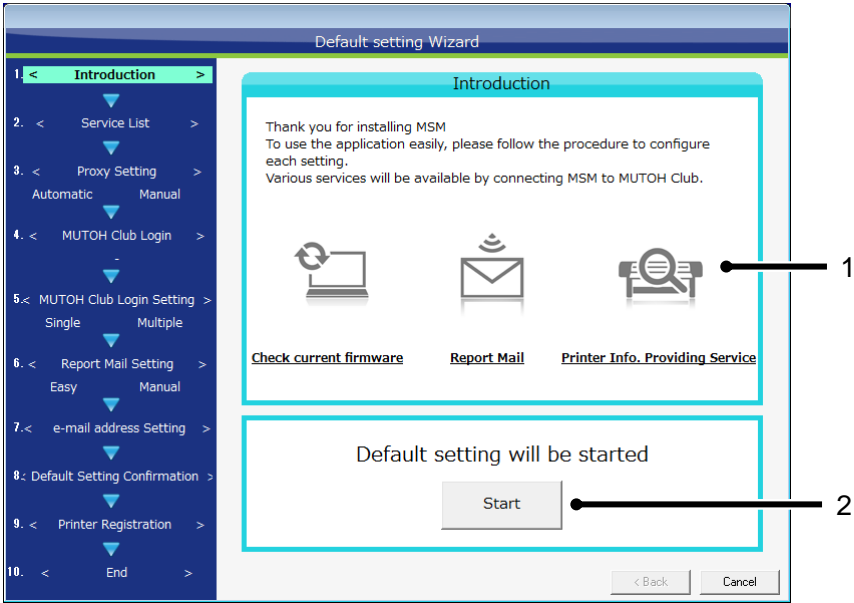 Default setting Wizard
1. < Introduction >
2. < Service List >
3. < Proxy Setting >
Automatic Manual
4. < MUTOH Club Login >
-
5.< MUTOH Club Login Setting >
Single Multiple
6. < Report Mail Setting >
Easy Manual
7.< e-mail address Setting >
8.< Default Setting Confirmation >
9. < Printer Registration >
10. < End >
Introduction
Thank you for installing MSM
To use the application easily, please follow the procedure to configure
each setting.
Various services will be available by connecting MSM to MUTOH Club.
1
Check current firmware Report Mail Printer Info. Providing Service
Default setting will be started
Start
2
< Back Cancel